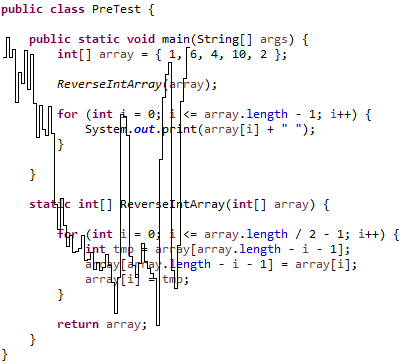 public class PreTest {
public static void main(String[] args) {
int[] array = { 1, 6, 4, 10, 2 };
ReverseIntArray(array);
for (int i = 0; i <= array.length - 1; i++) {
System.out.print(array[i] + " ");
}
}
static int[] ReverseIntArray(int[] array) {
for (int i = 0; i <= array.length / 2 - 1; i++) {
int tmp = array[array.length - i - 1];
array[array.length - i - 1] = array[i];
array[i] = tmp;
}
return array;
}
}